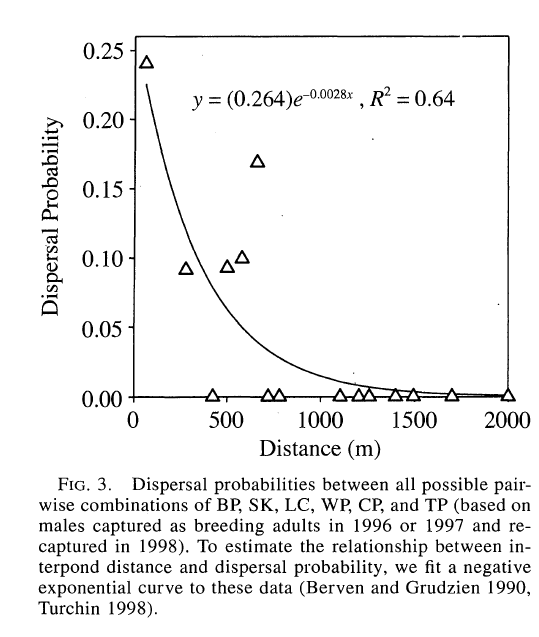 0.25
y = (0.264)e^{-0.0028x} , R² = 0.64
0.20
0.15
0.10
0.05
0.00
Dispersal Probability
0 500 1000 1500 2000
Distance (m)
FIG. 3. Dispersal probabilities between all possible pair-
wise combinations of BP, SK, LC, WP, CP, and TP (based on
males captured as breeding adults in 1996 or 1997 and re-
captured in 1998). To estimate the relationship between in-
terpond distance and dispersal probability, we fit a negative
exponential curve to these data (Berven and Grudzien 1990,
Turchin 1998).